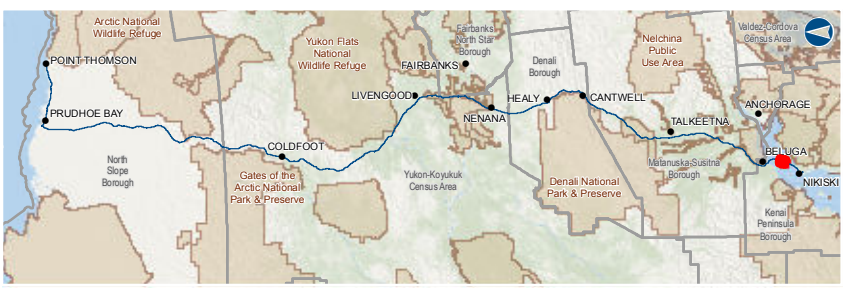 Arctic National
Wildlife Refuge
POINT THOMSON
PRUDHOE BAY
North
Slope
Borough
COLDFOOT
Gates of the
Arctic National
Park & Preserve
Yukon Flats
National
Wildlife Refuge
LIVENGOOD
FAIRBANKS
Fairbanks
North Star
Borough
NENANA
Yukon-Koyukuk
Census Area
Denali
Borough
HEALY
CANTWELL
Denali National
Park & Preserve
Nelchina
Public
Use Area
TALKEETNA
Matanuska-Susitna
Borough
Valdez-Cordova
Census Area
ANCHORAGE
BELUGA
NIKISKI
Kenai
Peninsula
Borough